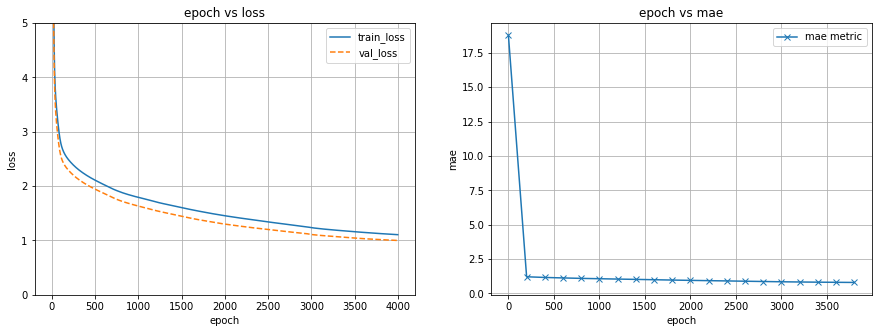 epoch vs loss
5
4
3
2
1
0
loss
train_loss
val_loss
0 500 1000 1500 2000 2500 3000 3500 4000
epoch
epoch vs mae
17.5
15.0
12.5
10.0
7.5
5.0
2.5
0.0
mae
mae metric
0 500 1000 1500 2000 2500 3000 3500
epoch